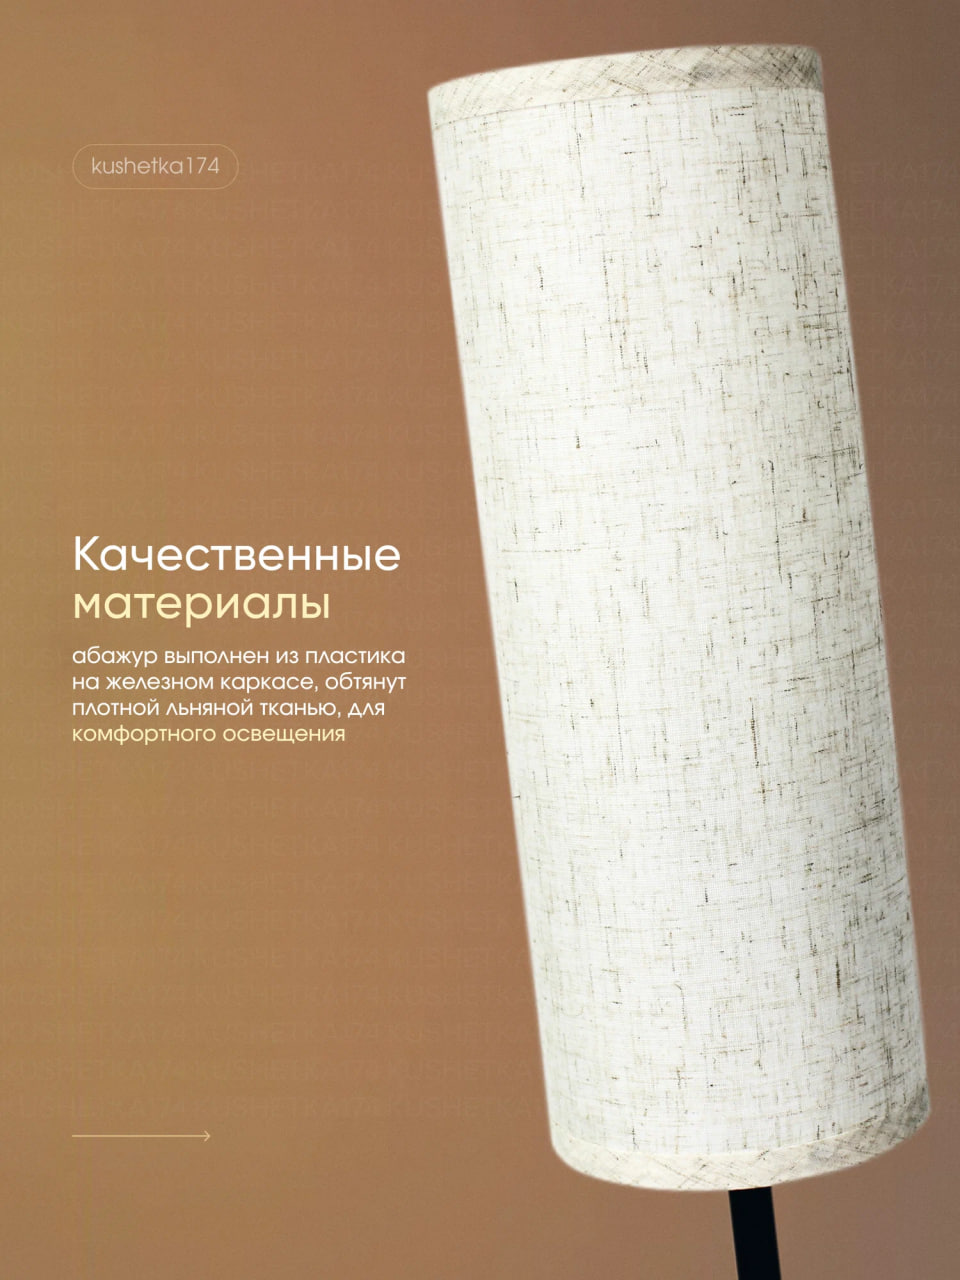 kushetka174
Качественные
материалы
абажур выполнен из пластика
на железном каркасе, обтянут
плотной льняной тканью, для
комфортного освещения